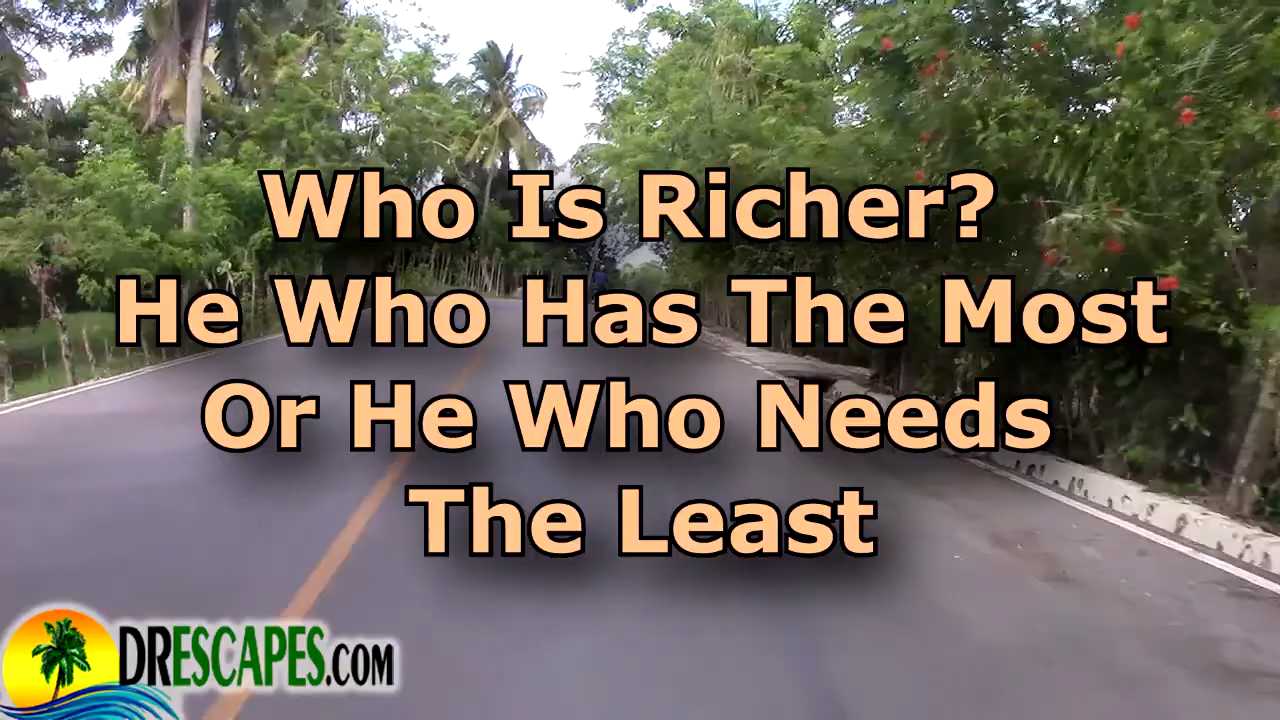 Who Is Richer?
He Who Has The Most
Or He Who Needs
The Least
DRESCAPES.COM